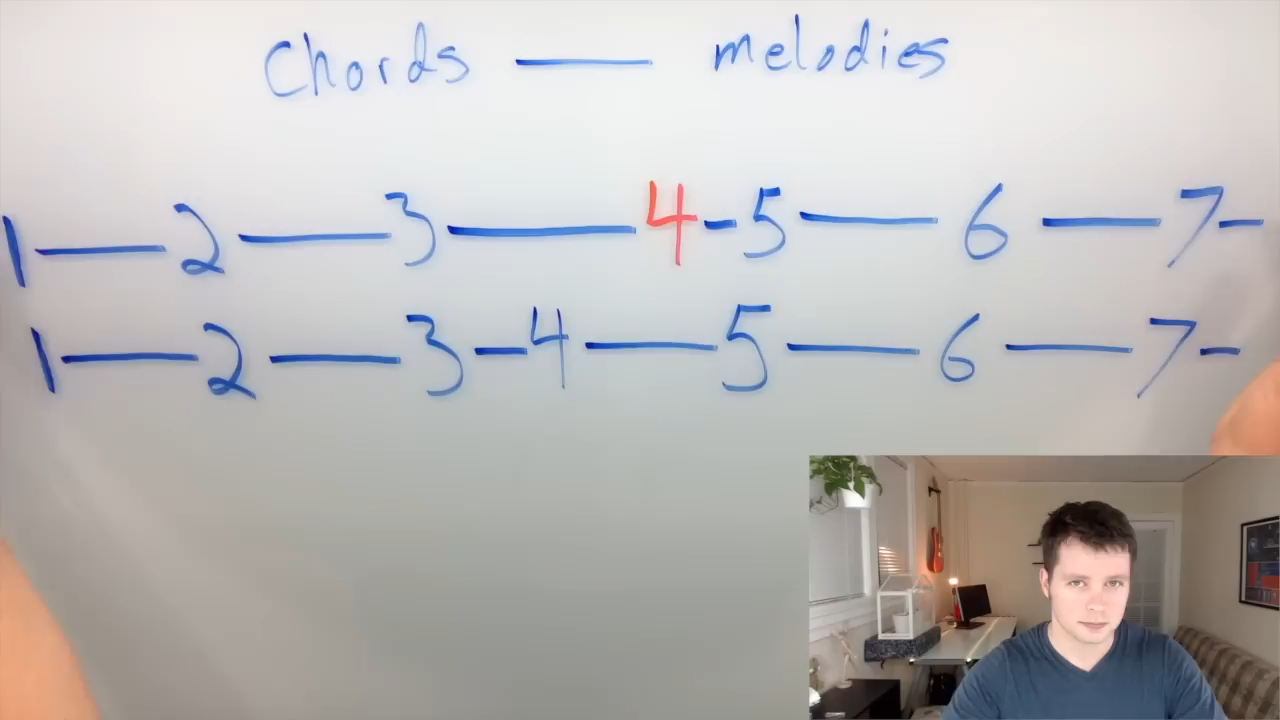 Chords — melodies
1 — 2 — 3 — 4 - 5 — 6 — 7 -
1 — 2 — 3 - 4 — 5 — 6 — 7 -